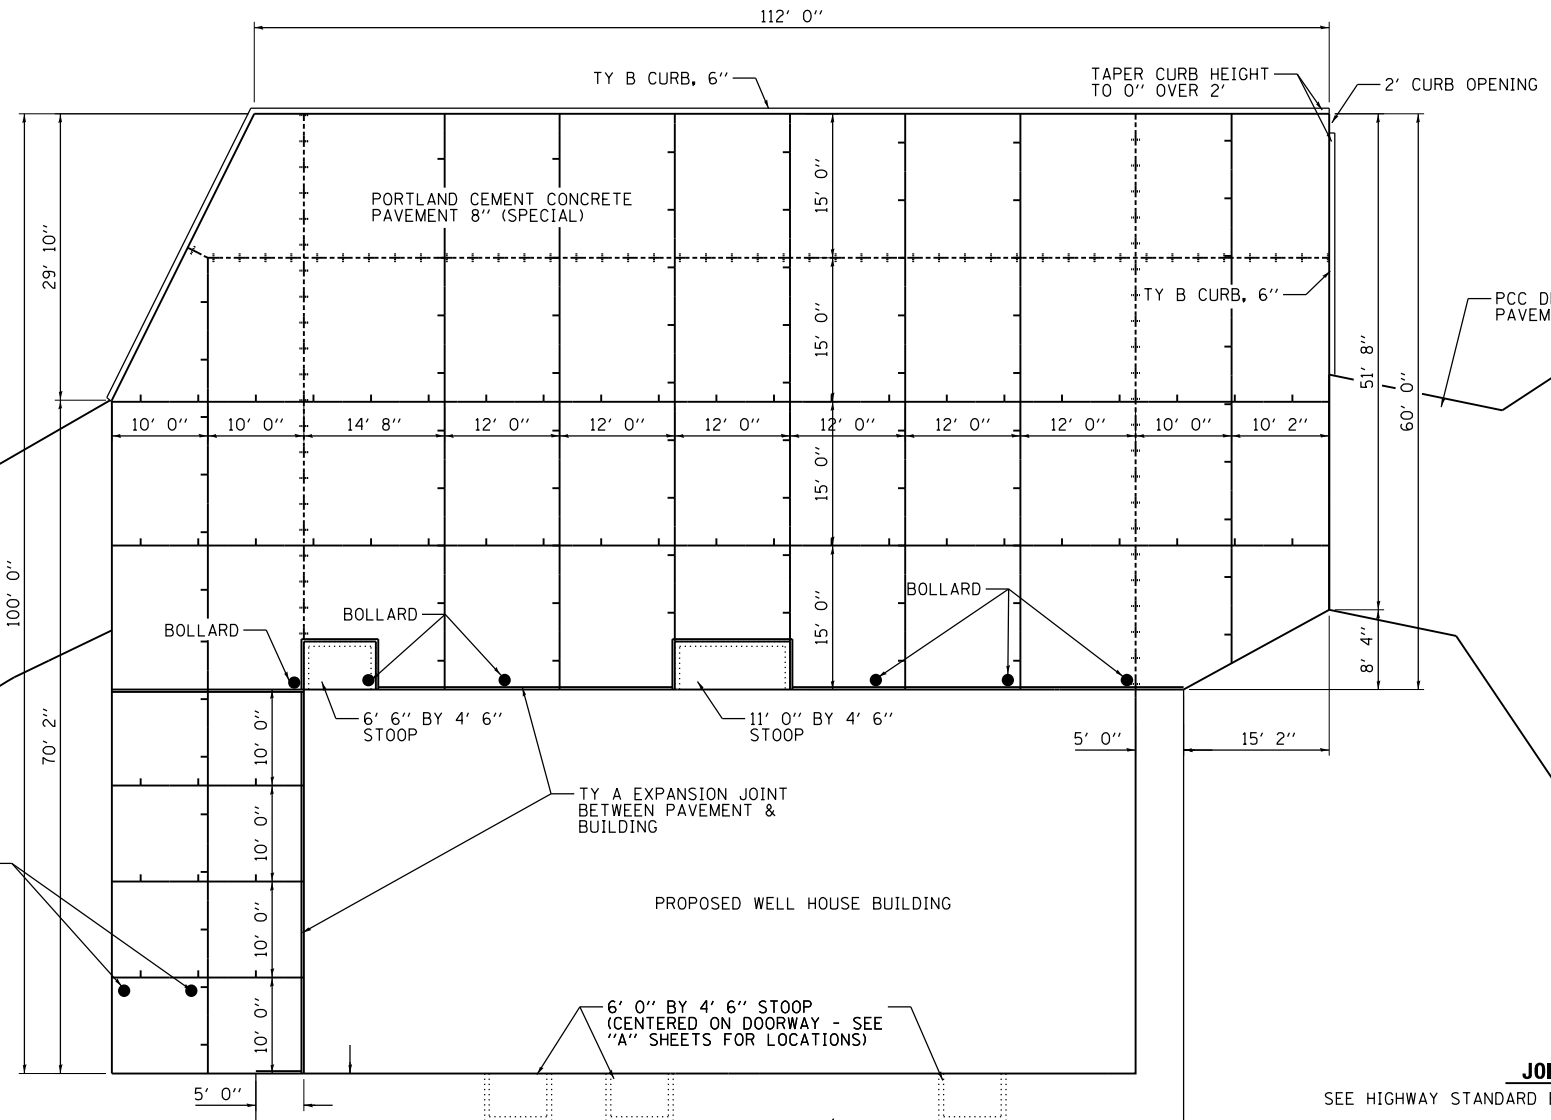 112' 0"
TY B CURB, 6"
TAPER CURB HEIGHT
TO 0" OVER 2'
2' CURB OPENING
PORTLAND CEMENT CONCRETE
PAVEMENT 8" (SPECIAL)
15' 0"
29' 10"
15' 0"
TY B CURB, 6"
PCC D
PAVEM
51' 8"
60' 0"
10' 0"
10' 0"
14' 8"
12' 0"
12' 0"
12' 0"
12' 0"
12' 0"
12' 0"
10' 0"
10' 2"
15' 0"
100' 0"
BOLLARD
BOLLARD
BOLLARD
15' 0"
8' 4"
70' 2"
10' 0"
6' 6" BY 4' 6"
STOOP
11' 0" BY 4' 6"
STOOP
5' 0"
15' 2"
TY A EXPANSION JOINT
BETWEEN PAVEMENT &
BUILDING
10' 0"
PROPOSED WELL HOUSE BUILDING
10' 0"
10' 0"
6' 0" BY 4' 6" STOOP
(CENTERED ON DOORWAY - SEE
"A" SHEETS FOR LOCATIONS)
5' 0"
JOI
SEE HIGHWAY STANDARD